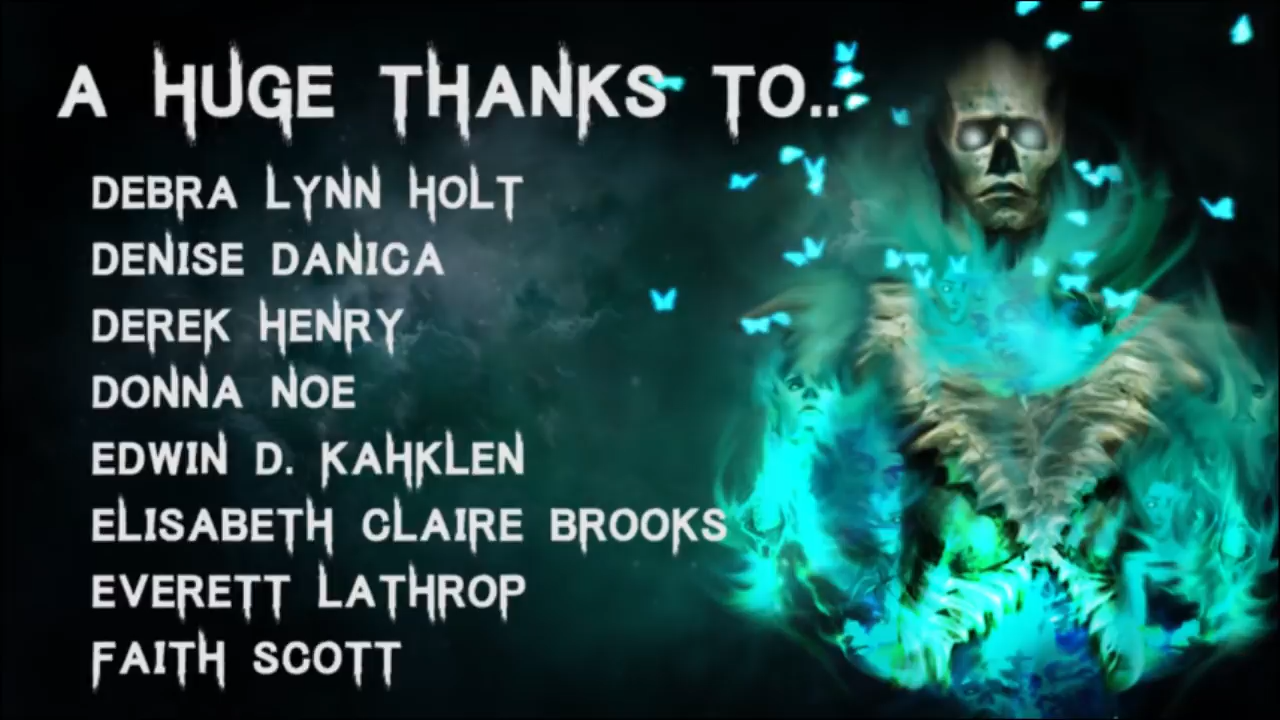 A HUGE THANKS TO..
DEBRA LYNN HOLT
DENISE DANICA
DEREK HENRY
DONNA NOE
EDWIN D. KAHKLEN
ELISABETH CLAIRE BROOKS
EVERETT LATHROP
FAITH SCOTT